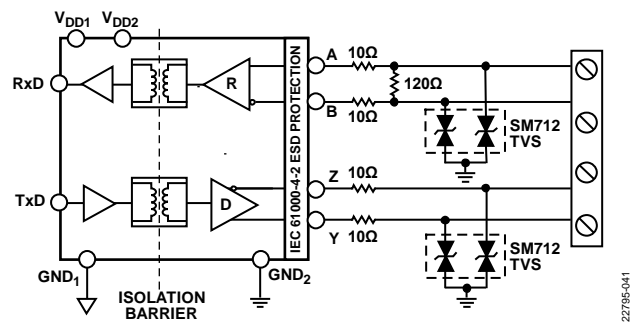 VDD1 VDD2
RxD
R
TxD
D
GND1
GND2
ISOLATION
BARRIER
IEC 61000-4-2 ESD PROTECTION
A
10Ω
120Ω
B
10Ω
SM712
TVS
Z
10Ω
Y
10Ω
SM712
TVS
22795-041